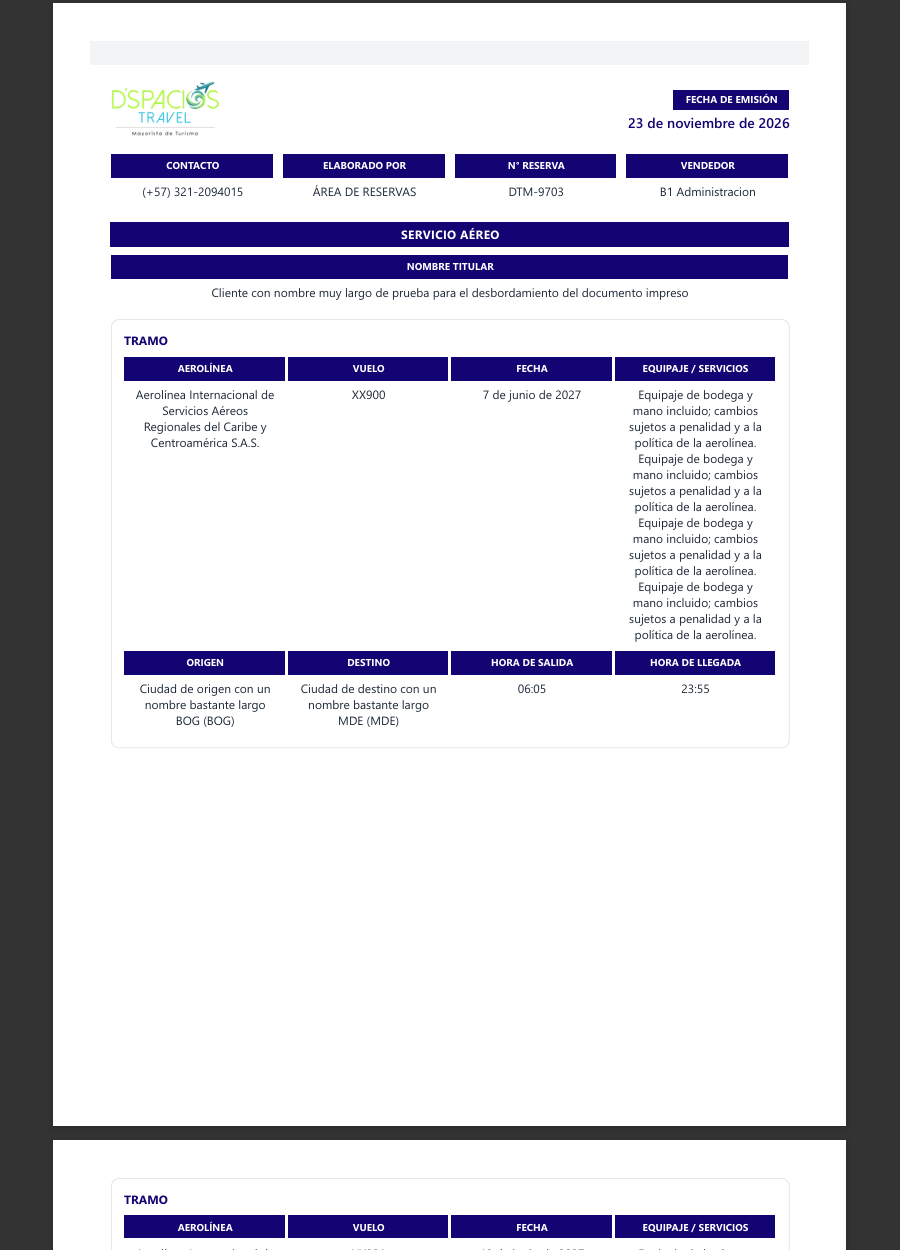 D'SPACIOS
TRAVEL
Mayorista de Turismo
FECHA DE EMISIÓN
23 de noviembre de 2026
CONTACTO ELABORADO POR N° RESERVA VENDEDOR
(+57) 321-2094015 ÁREA DE RESERVAS DTM-9703 B1 Administracion
SERVICIO AÉREO
NOMBRE TITULAR
Cliente con nombre muy largo de prueba para el desbordamiento del documento impreso
TRAMO
AEROLÍNEA VUELO FECHA EQUIPAJE / SERVICIOS
Aerolínea Internacional de XX900 7 de junio de 2027 Equipaje de bodega y
Servicios Aéreos mano incluido; cambios
Regionales del Caribe y sujetos a penalidad y a la
Centroamérica S.A.S. política de la aerolínea.
Equipaje de bodega y
mano incluido; cambios
sujetos a penalidad y a la
política de la aerolínea.
Equipaje de bodega y
mano incluido; cambios
sujetos a penalidad y a la
política de la aerolínea.
Equipaje de bodega y
mano incluido; cambios
sujetos a penalidad y a la
política de la aerolínea.
ORIGEN DESTINO HORA DE SALIDA HORA DE LLEGADA
Ciudad de origen con un Ciudad de destino con un 06:05 23:55
nombre bastante largo nombre bastante largo
BOG (BOG) MDE (MDE)
TRAMO
AEROLÍNEA VUELO FECHA EQUIPAJE / SERVICIOS